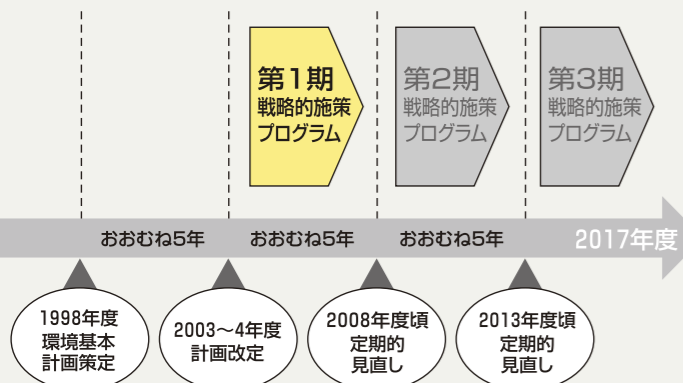 第1期
戦略的施策
プログラム
第2期
戦略的施策
プログラム
第3期
戦略的施策
プログラム
おおむね5年
おおむね5年
おおむね5年
2017年度
1998年度
環境基本
計画策定
2003～4年度
計画改定
2008年度頃
定期的
見直し
2013年度頃
定期的
見直し